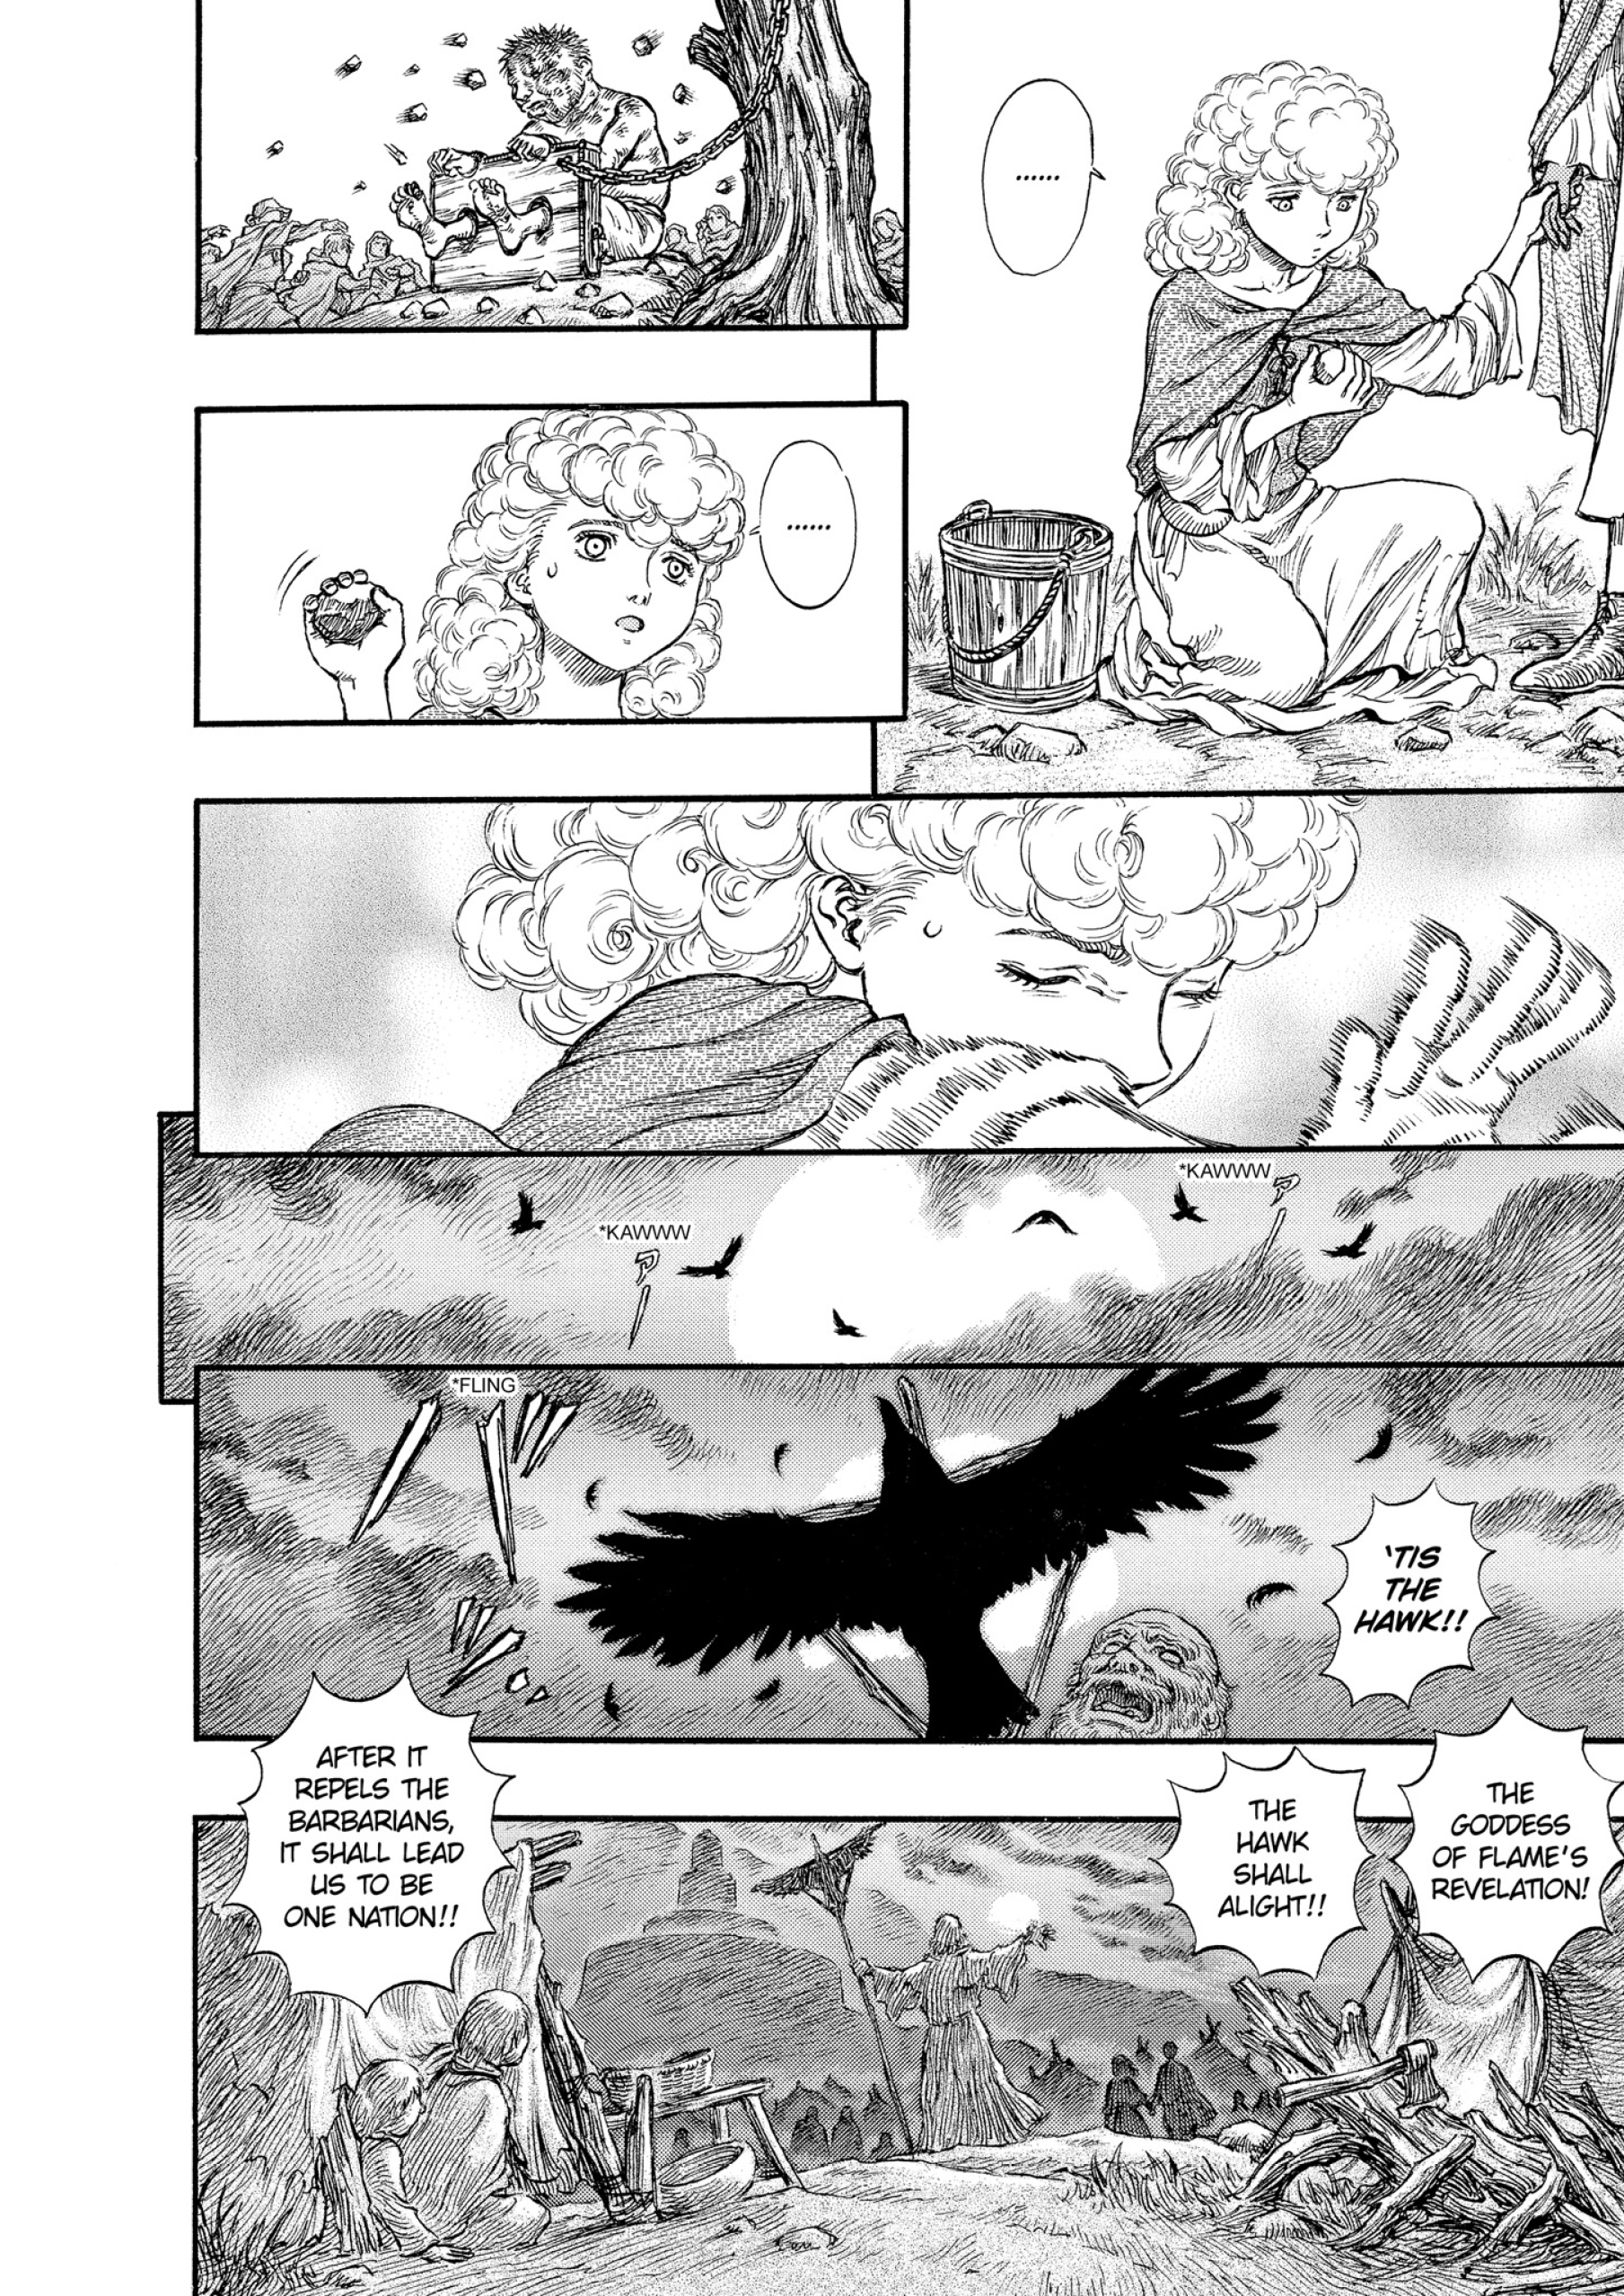 ......
......
*KAWWW
ア
*KAWWW
ア
*FLING
'TIS
THE
HAWK!!
THE
GODDESS
OF FLAME'S
REVELATION!
THE
HAWK
SHALL
ALIGHT!!
AFTER IT
REPELS THE
BARBARIANS,
IT SHALL LEAD
US TO BE
ONE NATION!!